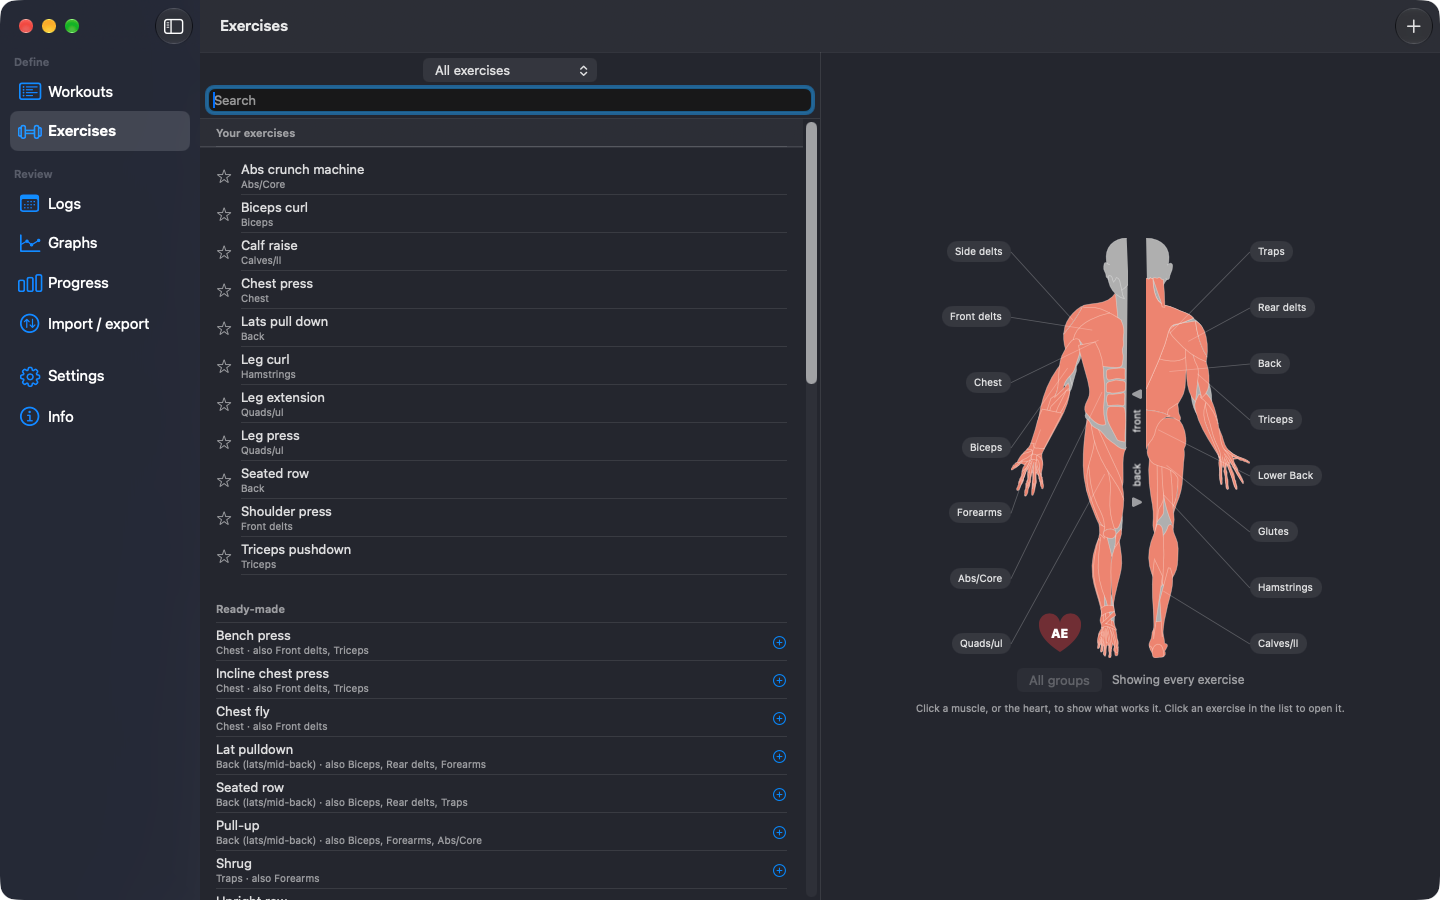 Exercises
Define
Workouts
Exercises
Review
Logs
Graphs
Progress
Import / export
Settings
Info
All exercises
Search
Your exercises
Abs crunch machine
Abs/Core
Biceps curl
Biceps
Calf raise
Calves/ll
Chest press
Chest
Lats pull down
Back
Leg curl
Hamstrings
Leg extension
Quads/ul
Leg press
Quads/ul
Seated row
Back
Shoulder press
Front delts
Triceps pushdown
Triceps
Ready-made
Bench press
Chest · also Front delts, Triceps
Incline chest press
Chest · also Front delts, Triceps
Chest fly
Chest · also Front delts
Lat pulldown
Back (lats/mid-back) · also Biceps, Rear delts, Forearms
Seated row
Back (lats/mid-back) · also Biceps, Rear delts, Traps
Pull-up
Back (lats/mid-back) · also Biceps, Forearms, Abs/Core
Shrug
Traps · also Forearms
Side delts
Front delts
Chest
Biceps
Forearms
Abs/Core
Quads/ul
front
back
AE
Traps
Rear delts
Back
Triceps
Lower Back
Glutes
Hamstrings
Calves/ll
All groups
Showing every exercise
Click a muscle, or the heart, to show what works it. Click an exercise in the list to open it.